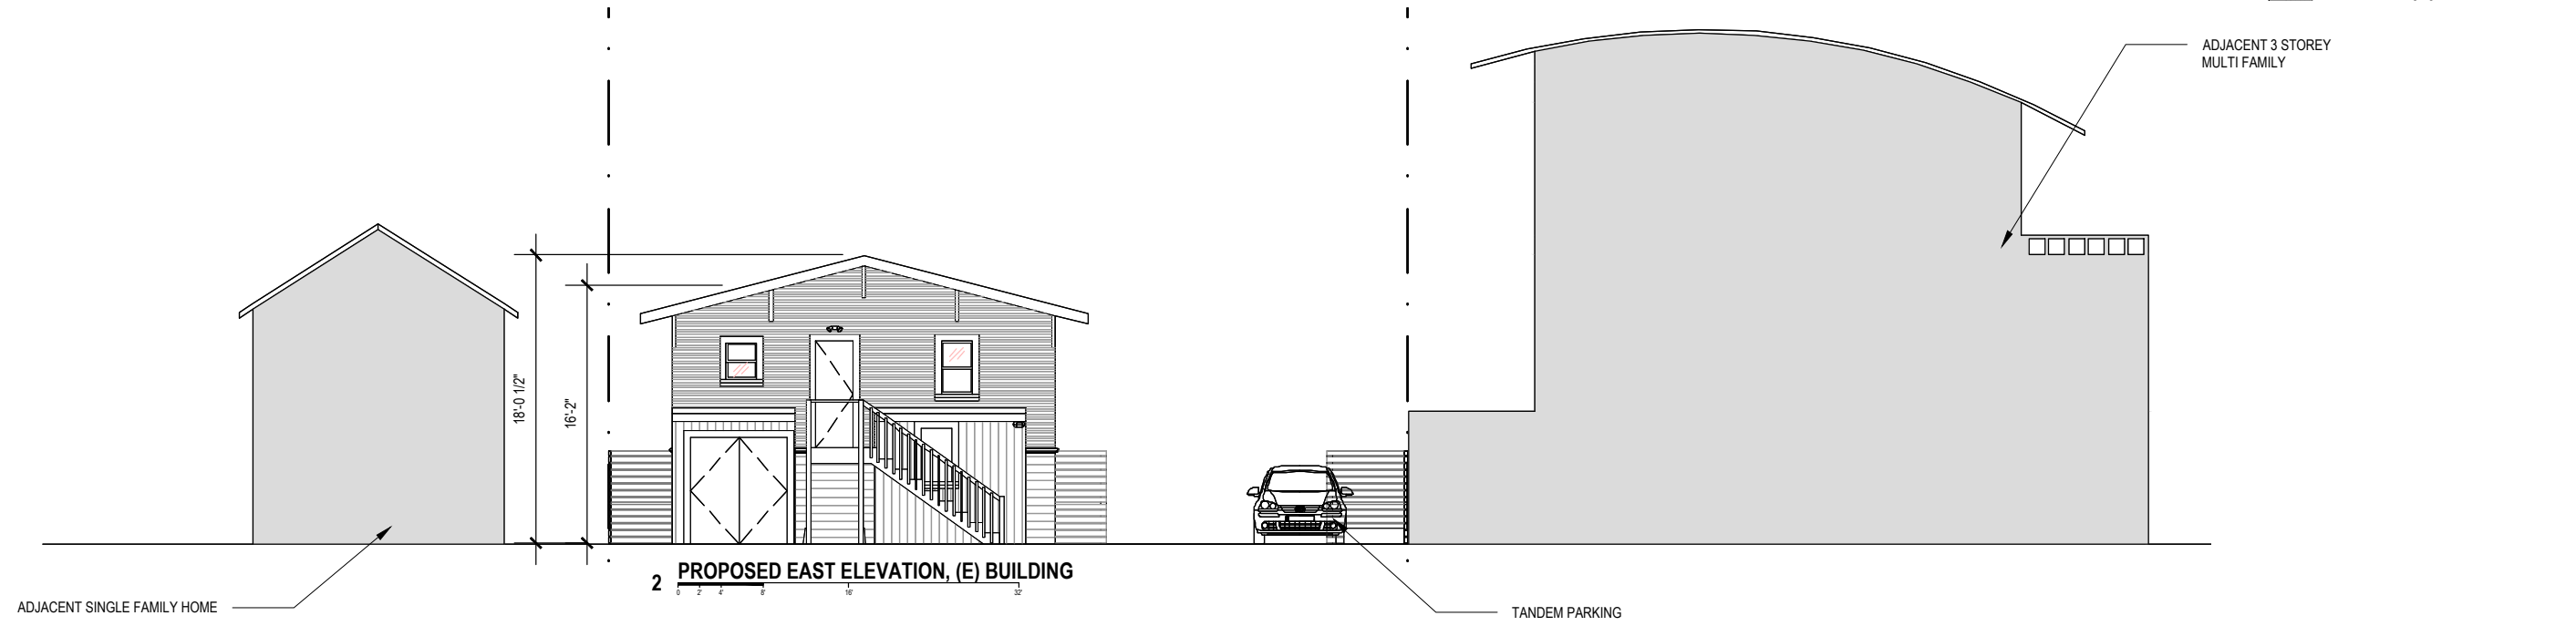 ADJACENT 3 STOREY
MULTI FAMILY
18'-0 1/2"
16'-2"
2 PROPOSED EAST ELEVATION, (E) BUILDING
0 2' 4' 8' 16' 32'
ADJACENT SINGLE FAMILY HOME
TANDEM PARKING